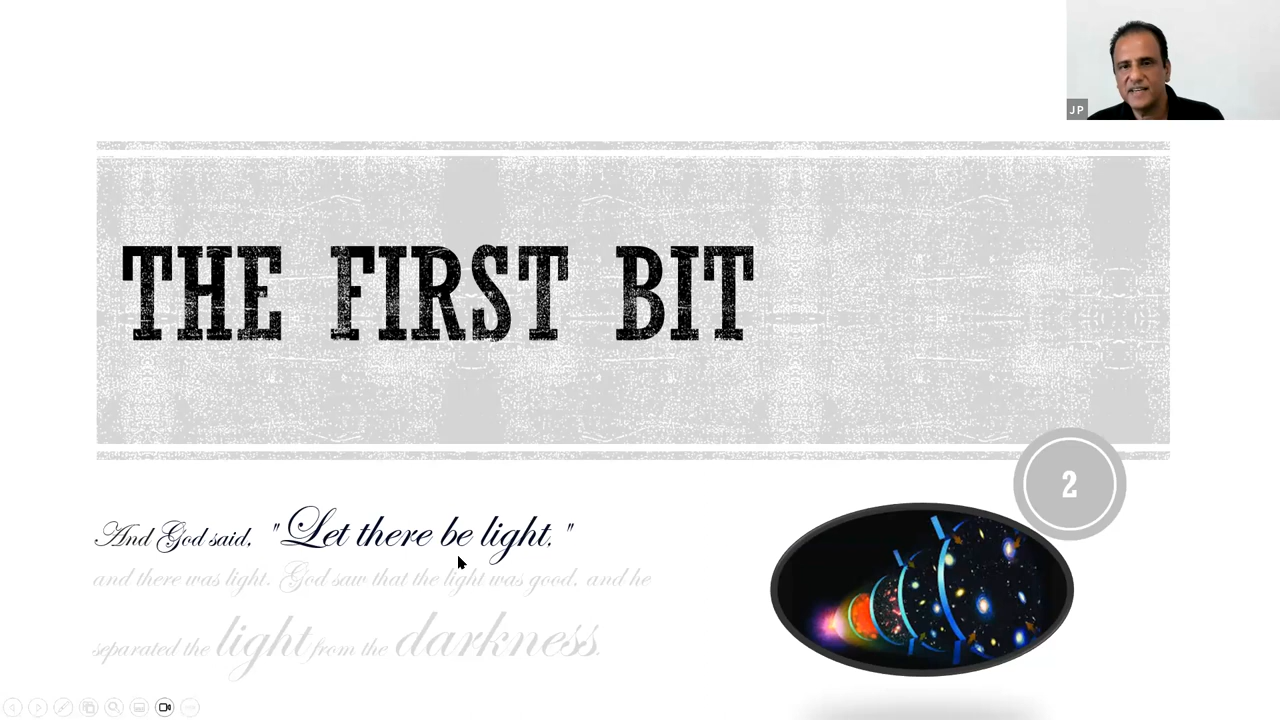 JP
THE FIRST BIT
2
And God said, "Let there be light,"
and there was light. God saw that the light was good, and he
separated the light from the darkness.